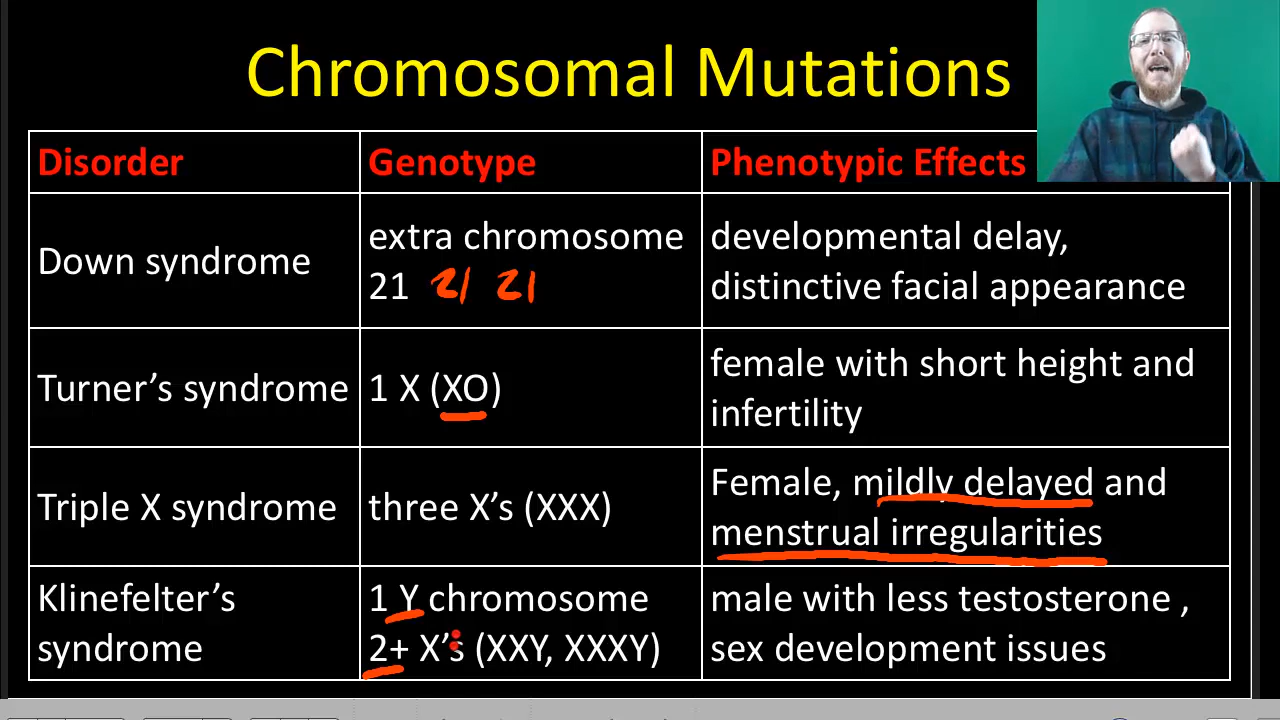 Chromosomal Mutations
Disorder
Genotype
Phenotypic Effects
Down syndrome
extra chromosome
21 21 21
developmental delay,
distinctive facial appearance
Turner’s syndrome
1 X (XO)
female with short height and
infertility
Triple X syndrome
three X’s (XXX)
Female, mildly delayed and
menstrual irregularities
Klinefelter’s
syndrome
1 Y chromosome
2+ X’s (XXY, XXXY)
male with less testosterone ,
sex development issues